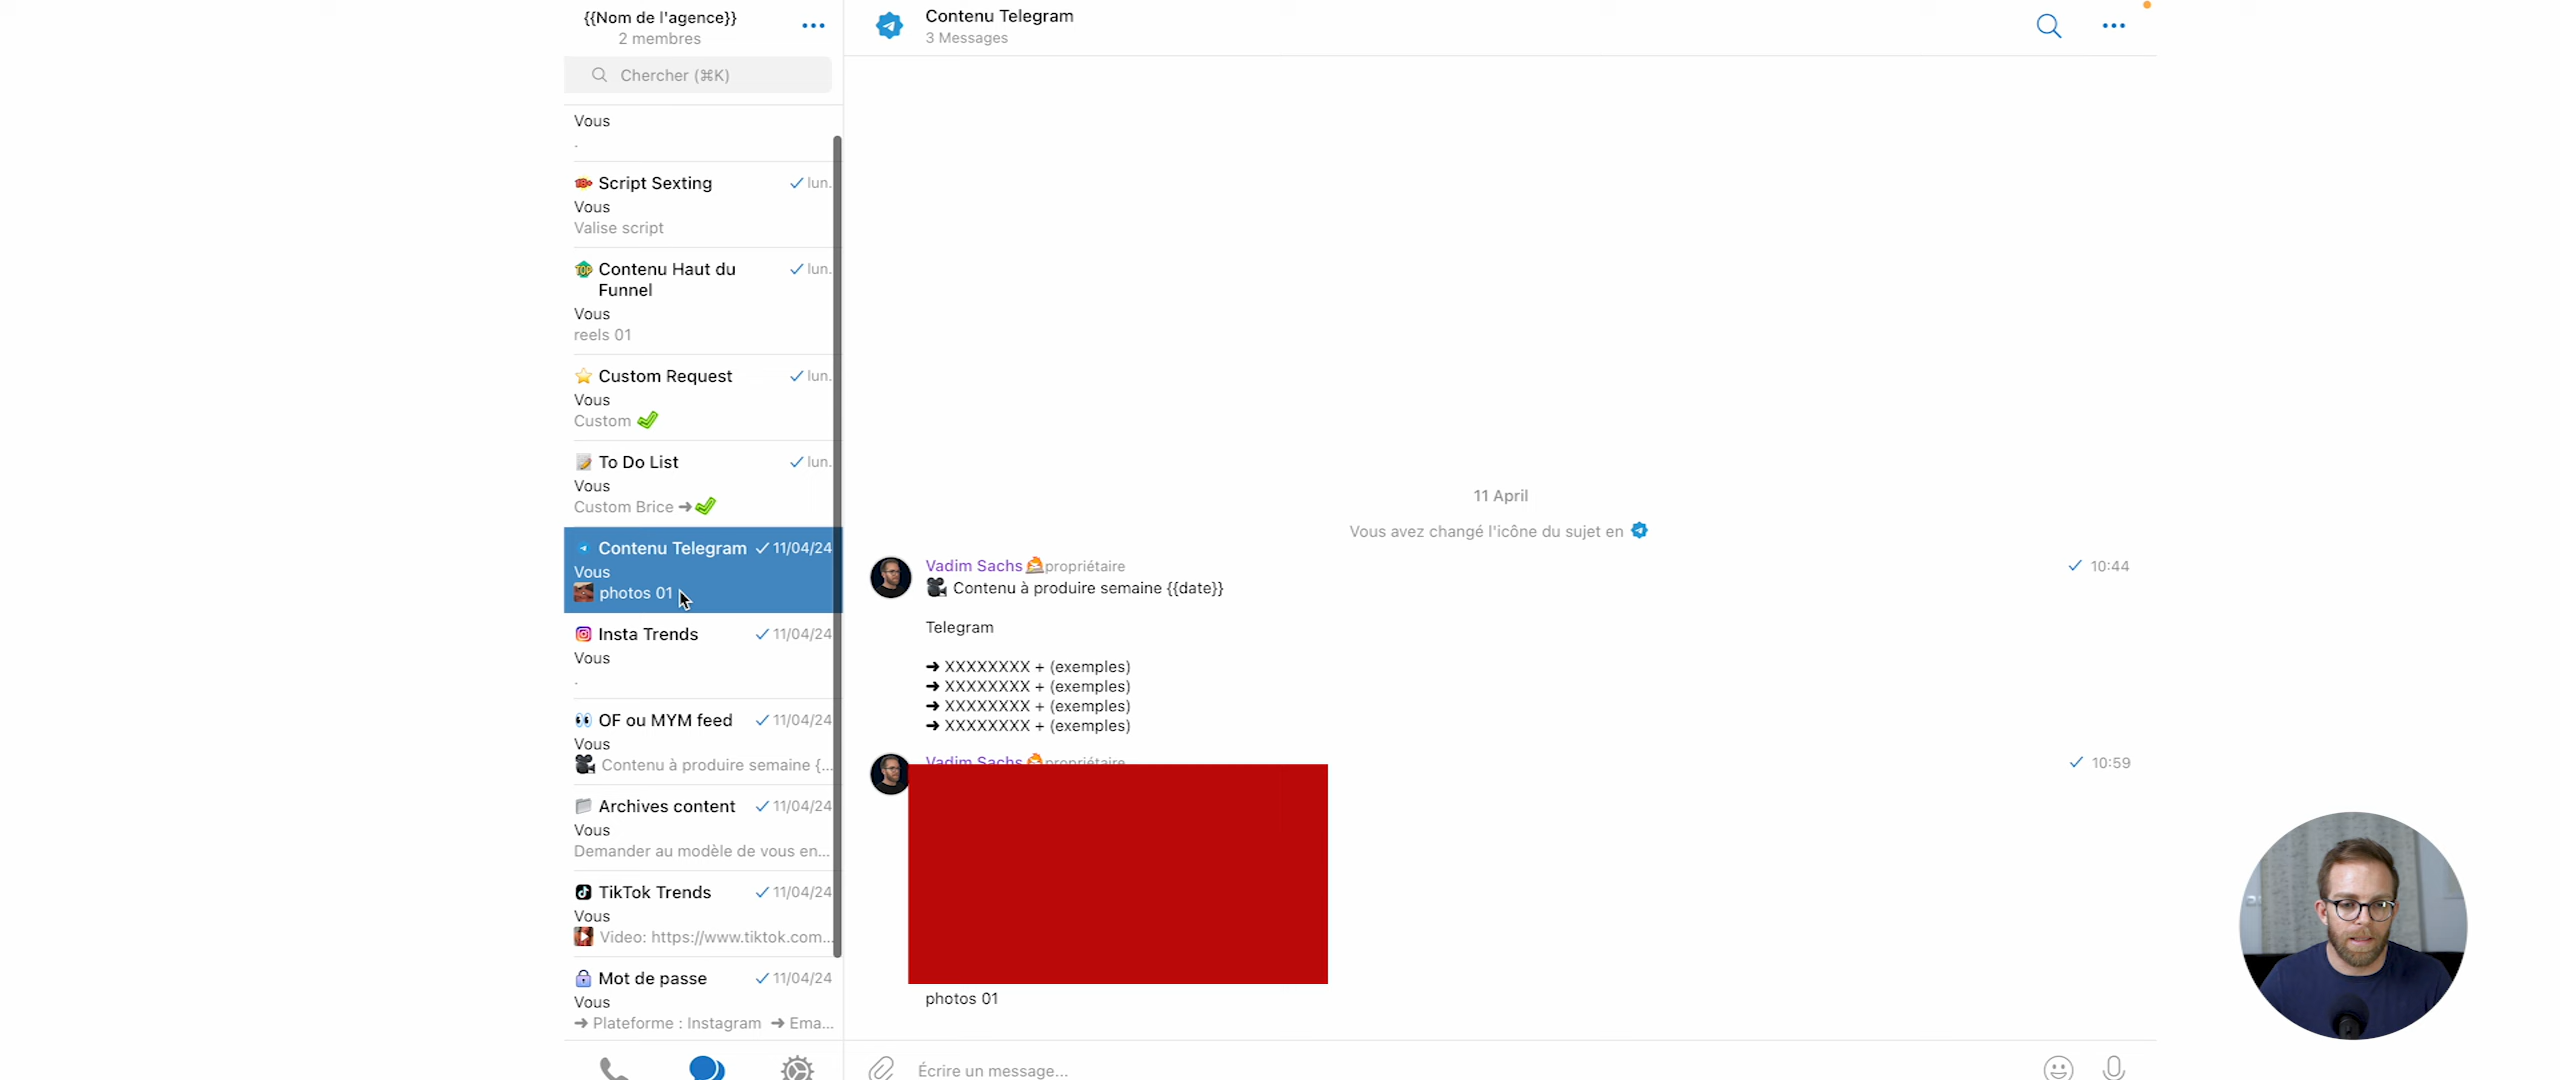 {{Nom de l'agence}}
2 membres
Chercher (⌘K)
Vous
.
Script Sexting
lun.
Vous
Valise script
Contenu Haut du
Funnel
lun.
Vous
reels 01
Custom Request
lun.
Vous
Custom
To Do List
lun.
Vous
Custom Brice ➔
Contenu Telegram
11/04/24
Vous
photos 01
Insta Trends
11/04/24
Vous
.
OF ou MYM feed
11/04/24
Vous
Contenu à produire semaine {...
Archives content
11/04/24
Vous
Demander au modèle de vous en...
TikTok Trends
11/04/24
Vous
Video: https://www.tiktok.com...
Mot de passe
11/04/24
Vous
➔ Plateforme : Instagram ➔ Ema...
Contenu Telegram
3 Messages
11 April
Vous avez changé l'icône du sujet en
Vadim Sachs propriétaire
10:44
Contenu à produire semaine {{date}}
Telegram
➔ XXXXXXXX + (exemples)
➔ XXXXXXXX + (exemples)
➔ XXXXXXXX + (exemples)
➔ XXXXXXXX + (exemples)
Vadim Sachs propriétaire
10:59
photos 01
Écrire un message...